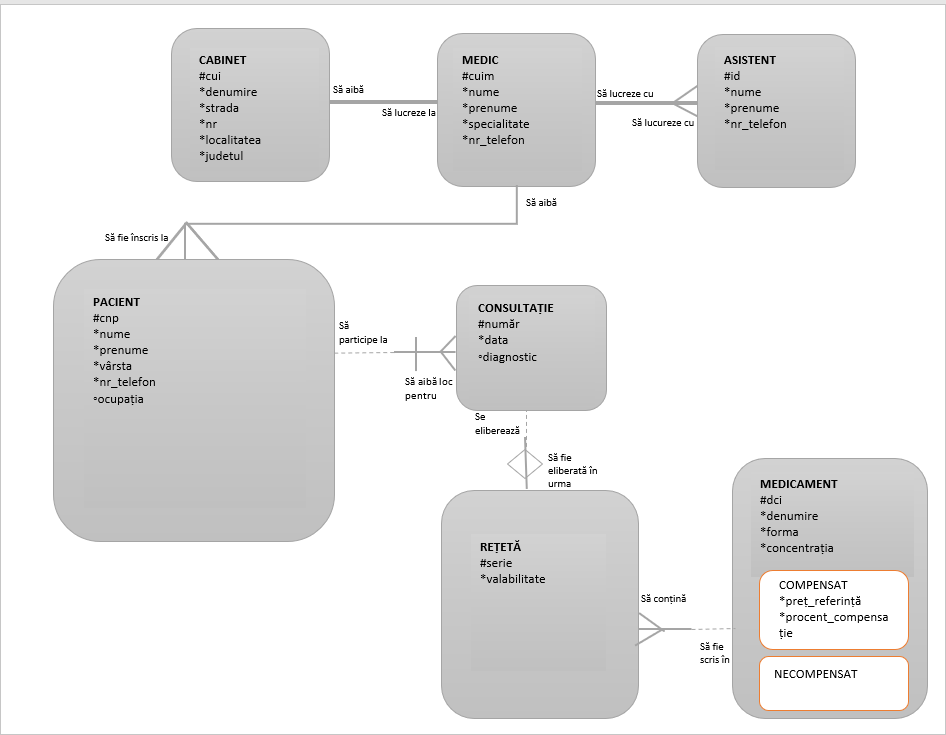 CABINET
#cui
*denumire
*strada
*nr
*localitatea
*judetul
Să aibă
Să lucreze la
MEDIC
#cuim
*nume
*prenume
*specialitate
*nr_telefon
Să lucreze cu
Să lucureze cu
ASISTENT
#id
*nume
*prenume
*nr_telefon
Să aibă
Să fie înscris la
PACIENT
#cnp
*nume
*prenume
*vârsta
*nr_telefon
◦ocupația
Să
participe la
Să aibă loc
pentru
CONSULTAȚIE
#număr
*data
◦diagnostic
Se
eliberează
Să fie
eliberată în
urma
REȚETĂ
#serie
*valabilitate
Să conțină
Să fie
scris în
MEDICAMENT
#dci
*denumire
*forma
*concentrația
COMPENSAT
*preț_referință
*procent_compensa
ție
NECOMPENSAT